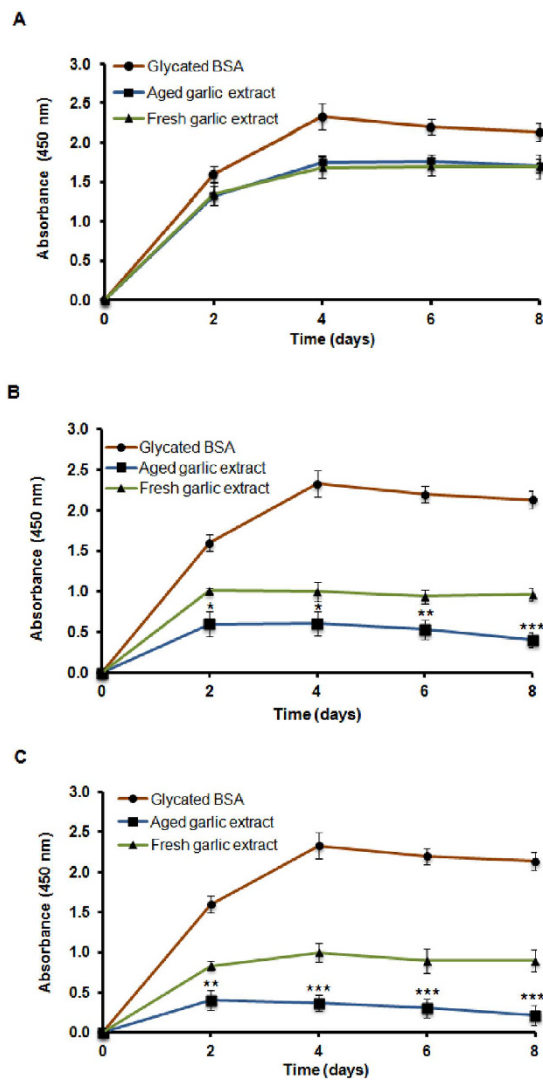 A
3.0
Glycated BSA
Aged garlic extract
Fresh garlic extract
2.5
2.0
1.5
1.0
0.5
0.0
Absorbance (450 nm)
0 2 4 6 8
Time (days)
B
3.0
Glycated BSA
Aged garlic extract
Fresh garlic extract
2.5
2.0
1.5
1.0
0.5
0.0
Absorbance (450 nm)
* * ** ***
0 2 4 6 8
Time (days)
C
3.0
Glycated BSA
Aged garlic extract
Fresh garlic extract
2.5
2.0
1.5
1.0
0.5
0.0
Absorbance (450 nm)
** *** *** ***
0 2 4 6 8
Time (days)